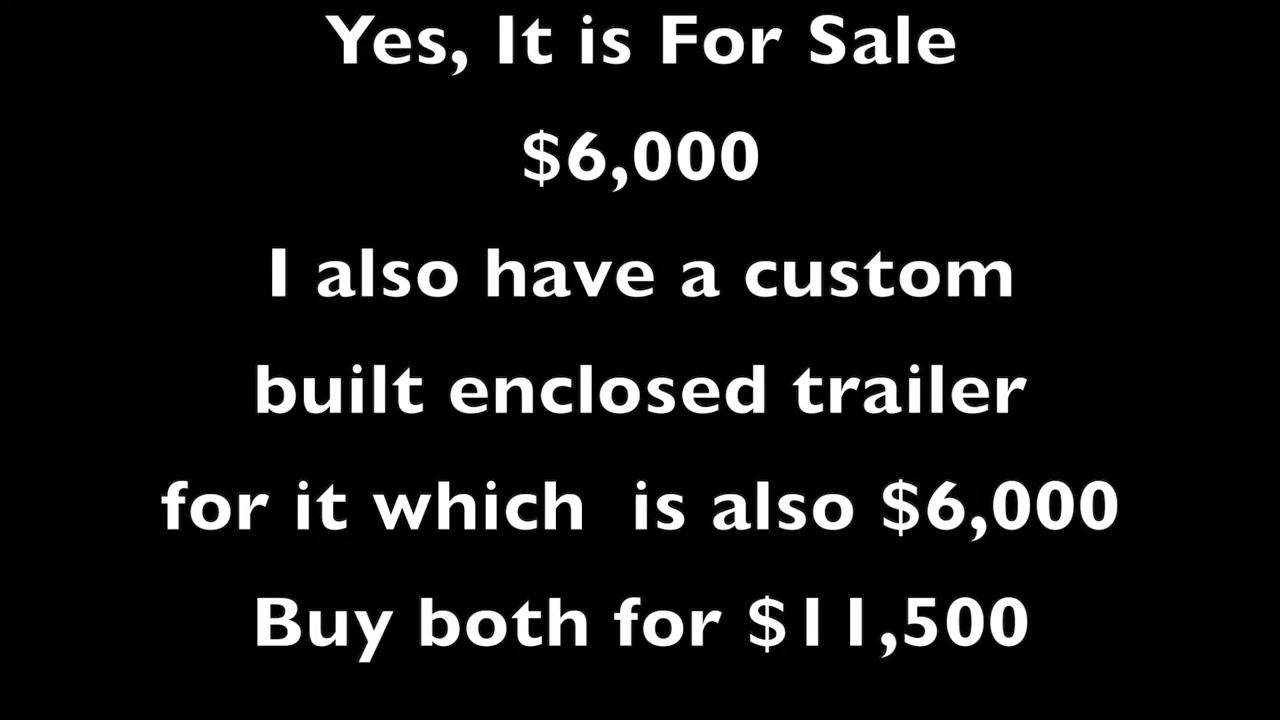 Yes, It is For Sale
$6,000
I also have a custom
built enclosed trailer
for it which  is also $6,000
Buy both for $11,500